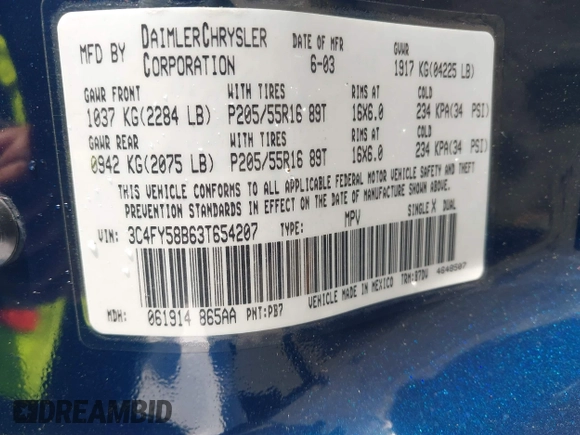 MFD BY DAIMLERCHRYSLER CORPORATION
DATE OF MFR 6-03
GVWR 1917 KG(04225 LB)
GAWR FRONT WITH TIRES RIMS AT COLD
1037 KG(2284 LB) P205/55R16 89T 16X6.0 234 KPA(34 PSI)
GAWR REAR WITH TIRES RIMS AT COLD
0942 KG(2075 LB) P205/55R16 89T 16X6.0 234 KPA(34 PSI)
THIS VEHICLE CONFORMS TO ALL APPLICABLE FEDERAL MOTOR VEHICLE SAFETY AND THEFT
PREVENTION STANDARDS IN EFFECT ON THE DATE OF MANUFACTURE SHOWN ABOVE.
VIN: 3C4FY58B63T654207 TYPE: MPV SINGLE X DUAL
MDH: 061914 865AA PNT:PB7 VEHICLE MADE IN MEXICO TRM:B7DV 4648507
DREAMBID